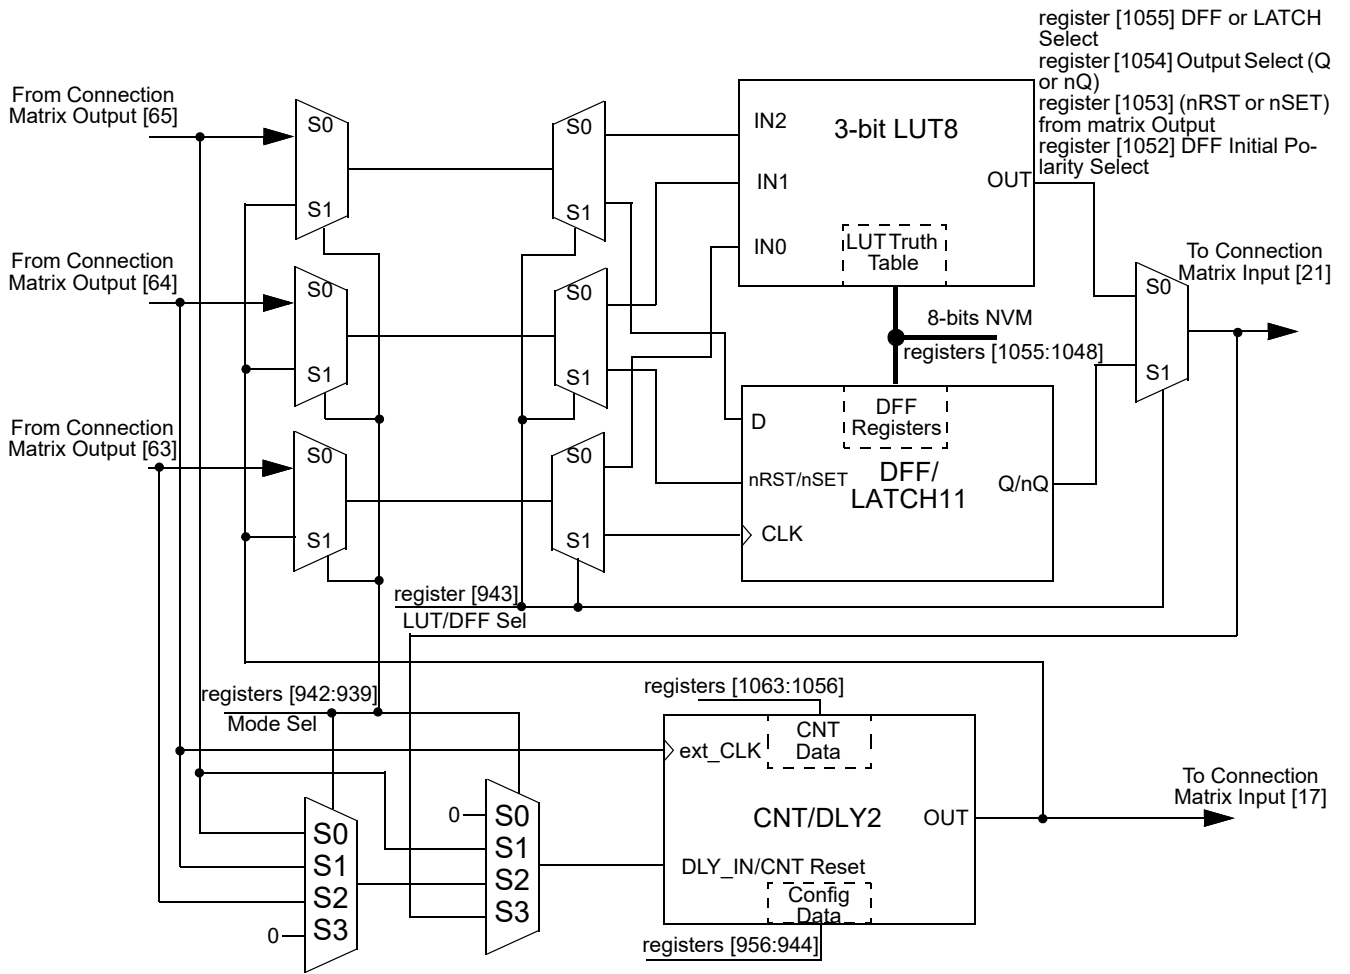 register [1055] DFF or LATCH
Select
register [1054] Output Select (Q
or nQ)
register [1053] (nRST or nSET)
from matrix Output
register [1052] DFF Initial Po-
larity Select
From Connection
Matrix Output [65]
S0
S1
S0
S1
IN2
3-bit LUT8
IN1
OUT
IN0
LUT Truth
Table
From Connection
Matrix Output [64]
S0
S1
S0
S1
To Connection
Matrix Input [21]
S0
S1
8-bits NVM
registers [1055:1048]
From Connection
Matrix Output [63]
S0
S1
S0
S1
D
DFF
Registers
DFF/
LATCH11
nRST/nSET
Q/nQ
CLK
register [943]
LUT/DFF Sel
registers [942:939]
Mode Sel
registers [1063:1056]
ext_CLK
CNT
Data
CNT/DLY2
OUT
To Connection
Matrix Input [17]
DLY_IN/CNT Reset
Config
Data
registers [956:944]
S0
S1
S2
S3
0
0
S0
S1
S2
S3